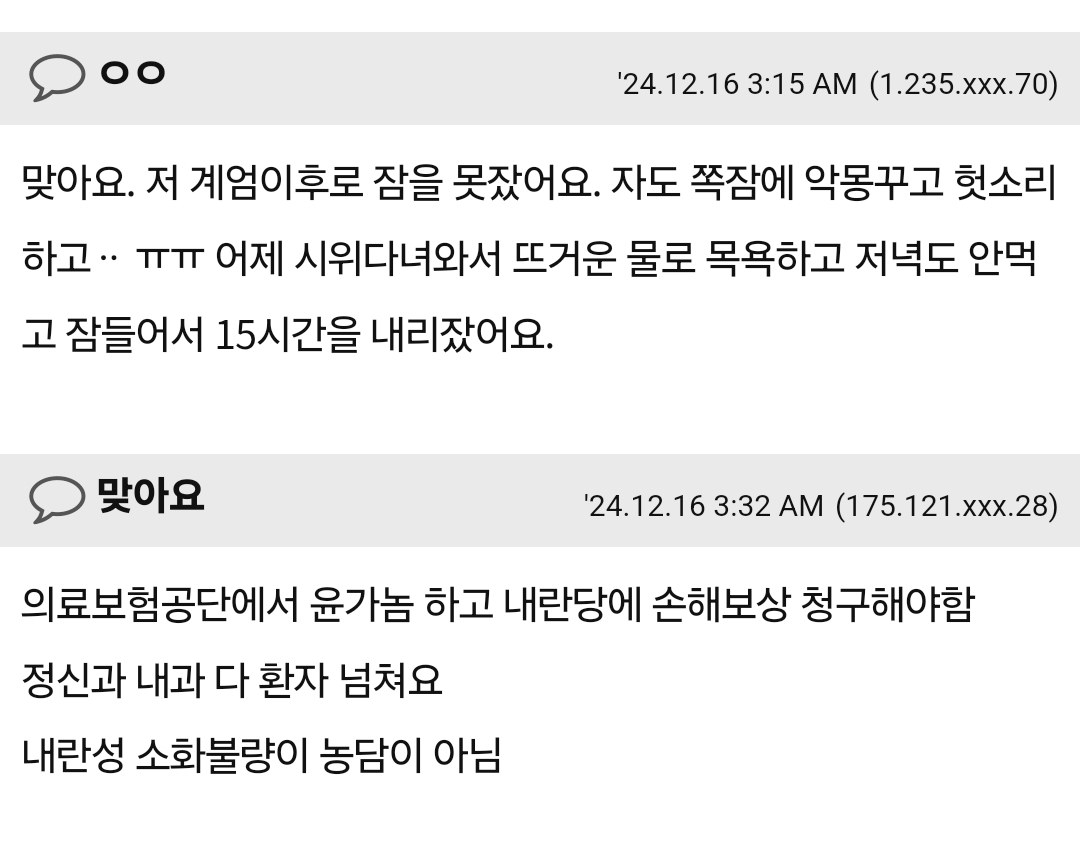 ㅇㅇ
'24.12.16 3:15 AM (1.235.xxx.70)
맞아요. 저 계엄이후로 잠을 못잤어요. 자도 쪽잠에 악몽꾸고 헛소리
하고‥ ㅠㅠ 어제 시위다녀와서 뜨거운 물로 목욕하고 저녁도 안먹
고 잠들어서 15시간을 내리잤어요.
맞아요
'24.12.16 3:32 AM (175.121.xxx.28)
의료보험공단에서 윤가놈 하고 내란당에 손해보상 청구해야함
정신과 내과 다 환자 넘쳐요
내란성 소화불량이 농담이 아님